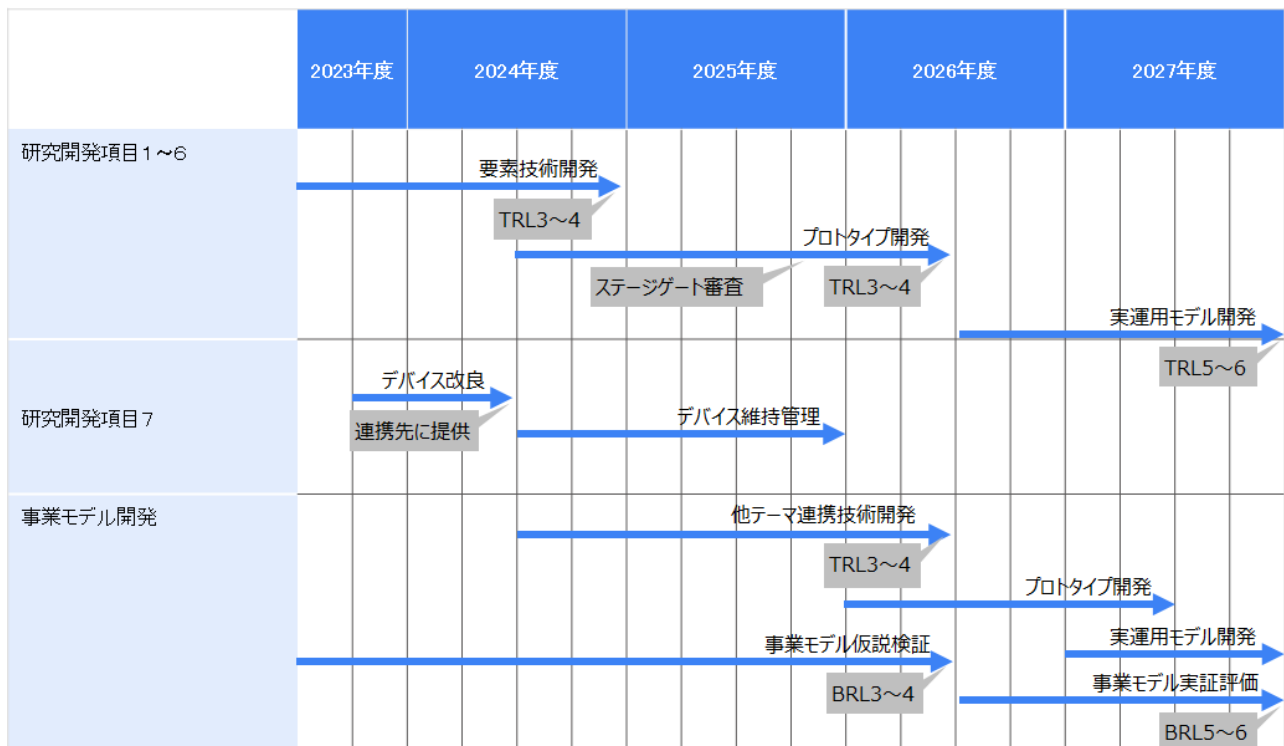 2023年度
2024年度
2025年度
2026年度
2027年度
研究開発項目１～６
要素技術開発
TRL3～4
プロトタイプ開発
ステージゲート審査
TRL3～4
実運用モデル開発
TRL5～6
研究開発項目７
デバイス改良
連携先に提供
デバイス維持管理
事業モデル開発
他テーマ連携技術開発
TRL3～4
プロトタイプ開発
事業モデル仮説検証
BRL3～4
実運用モデル開発
事業モデル実証評価
BRL5～6